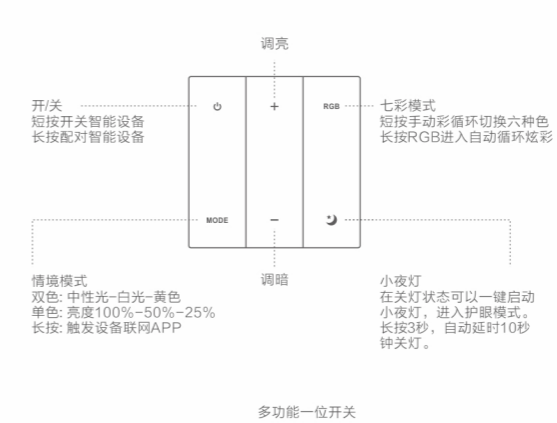 调亮
开/关
短按开关智能设备
长按配对智能设备
+
RGB
七彩模式
短按手动彩循环切换六种色
长按RGB进入自动循环炫彩
MODE
−
情境模式
双色: 中性光-白光-黄色
单色: 亮度100%-50%-25%
长按: 触发设备联网APP
调暗
小夜灯
在关灯状态可以一键启动
小夜灯，进入护眼模式。
长按3秒，自动延时10秒
钟关灯。
多功能一位开关